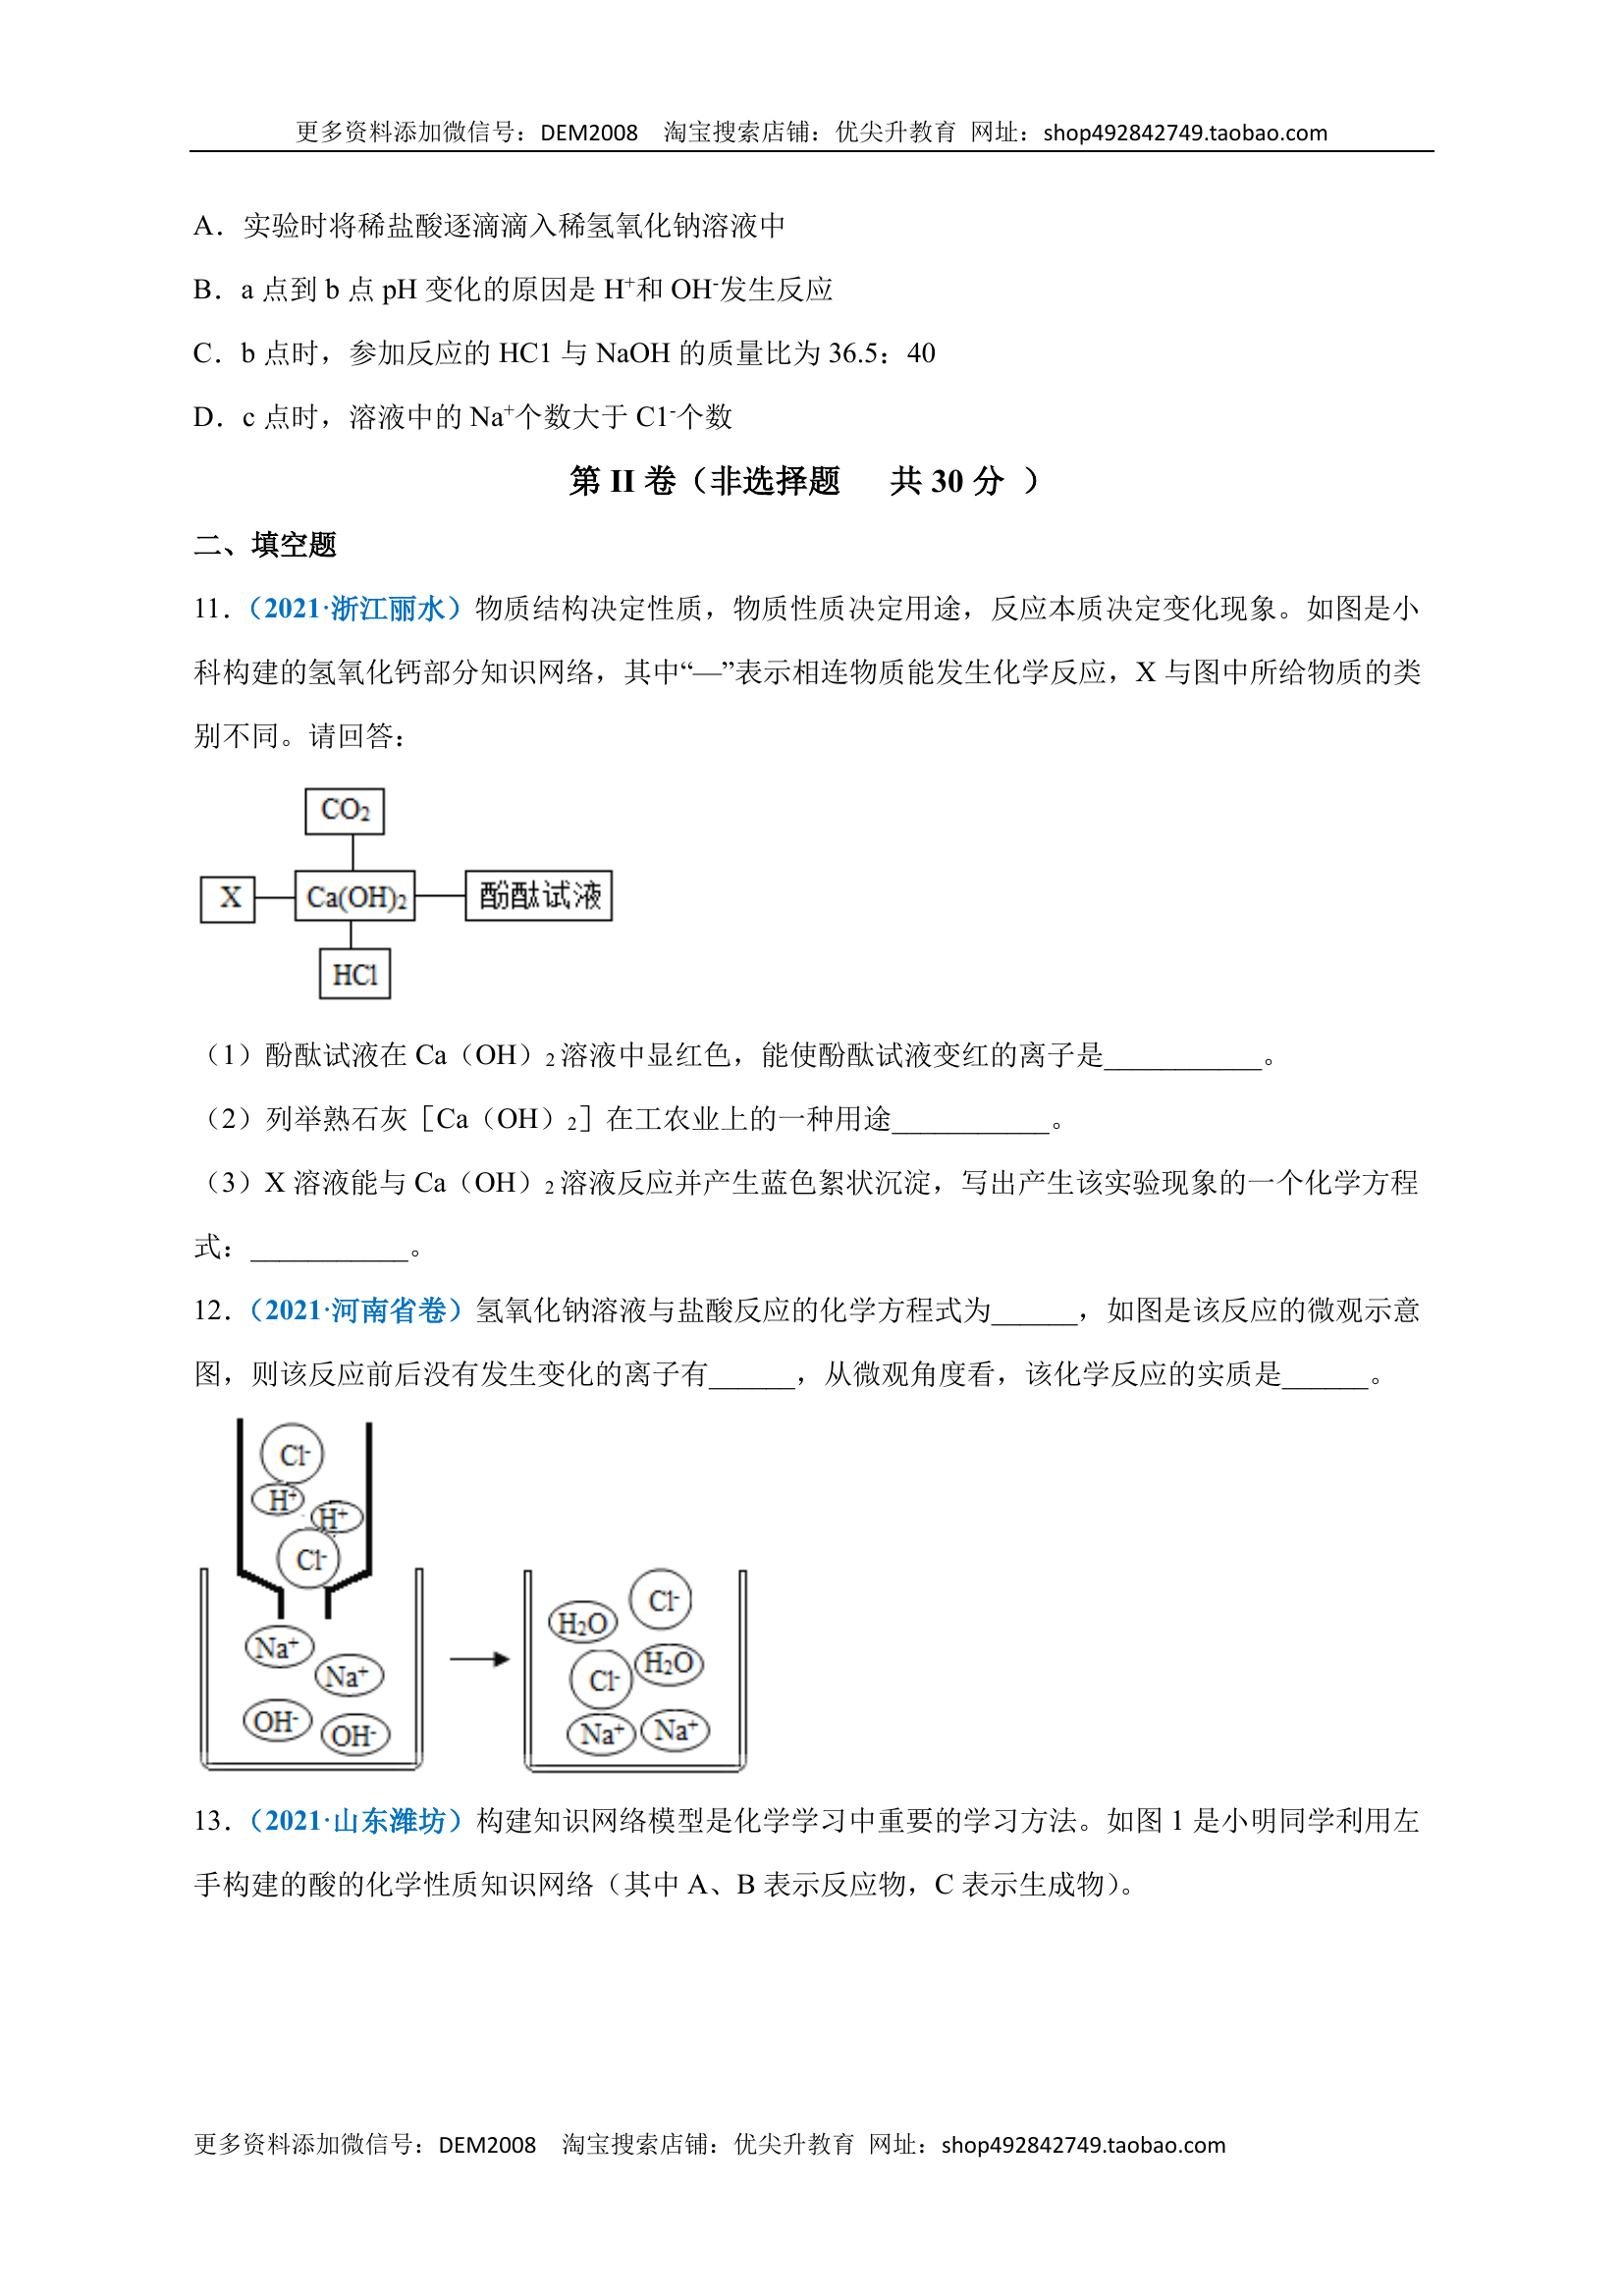 更多资料添加微信号：DEM2008 淘宝搜索店铺：优尖升教育 网址：shop492842749.taobao.com
A．实验时将稀盐酸逐滴滴入稀氢氧化钠溶液中
B．a 点到 b 点 pH 变化的原因是 H⁺和 OH⁻发生反应
C．b 点时，参加反应的 HC1 与 NaOH 的质量比为 36.5：40
D．c 点时，溶液中的 Na⁺个数大于 C1⁻个数
第 II 卷（非选择题 共 30 分 ）
二、填空题
11.（2021·浙江丽水）物质结构决定性质，物质性质决定用途，反应本质决定变化现象。如图是小
科构建的氢氧化钙部分知识网络，其中“—”表示相连物质能发生化学反应，X 与图中所给物质的类
别不同。请回答：
CO₂
X Ca(OH)₂ 酚酞试液
HCl
（1）酚酞试液在 Ca（OH）₂ 溶液中显红色，能使酚酞试液变红的离子是___________。
（2）列举熟石灰［Ca（OH）₂］在工农业上的一种用途___________。
（3）X 溶液能与 Ca（OH）₂ 溶液反应并产生蓝色絮状沉淀，写出产生该实验现象的一个化学方程
式：___________。
12.（2021·河南省卷）氢氧化钠溶液与盐酸反应的化学方程式为______，如图是该反应的微观示意
图，则该反应前后没有发生变化的离子有______，从微观角度看，该化学反应的实质是______。
Cl⁻
H⁺
H⁺
Cl⁻
Na⁺
Na⁺
OH⁻
OH⁻
Cl⁻
H₂O
H₂O
Cl⁻
Na⁺ Na⁺
13.（2021·山东潍坊）构建知识网络模型是化学学习中重要的学习方法。如图 1 是小明同学利用左
手构建的酸的化学性质知识网络（其中 A、B 表示反应物，C 表示生成物）。
更多资料添加微信号：DEM2008 淘宝搜索店铺：优尖升教育 网址：shop492842749.taobao.com